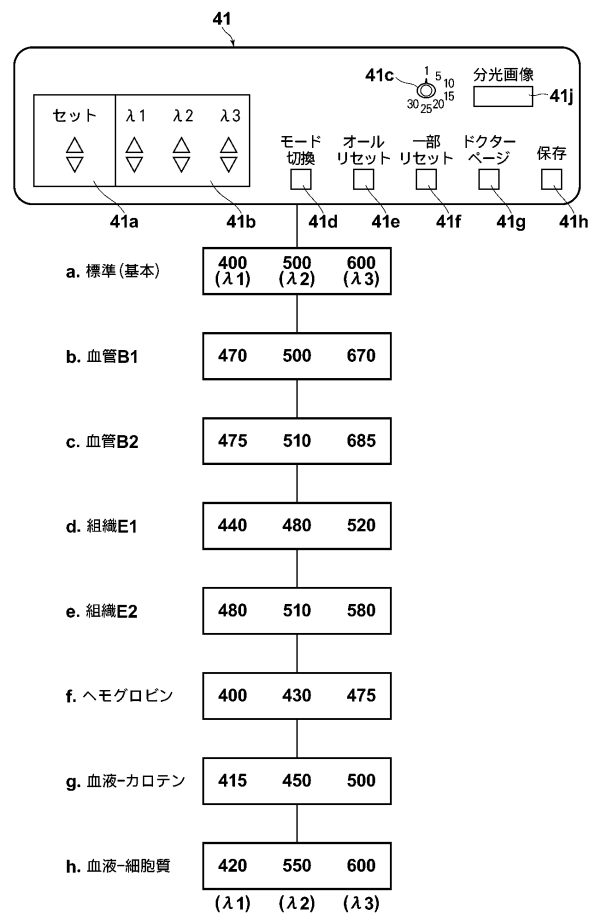 41
41c
1
5
10
15
20
25
30
分光画像
41j
セット
λ1 λ2 λ3
モード
切換
オール
リセット
一部
リセット
ドクター
ページ
保存
41a
41b
41d
41e
41f
41g
41h
a. 標準(基本)
400 500 600
(λ1) (λ2) (λ3)
b. 血管B1
470 500 670
c. 血管B2
475 510 685
d. 組織E1
440 480 520
e. 組織E2
480 510 580
f. ヘモグロビン
400 430 475
g. 血液-カロテン
415 450 500
h. 血液-細胞質
420 550 600
(λ1) (λ2) (λ3)